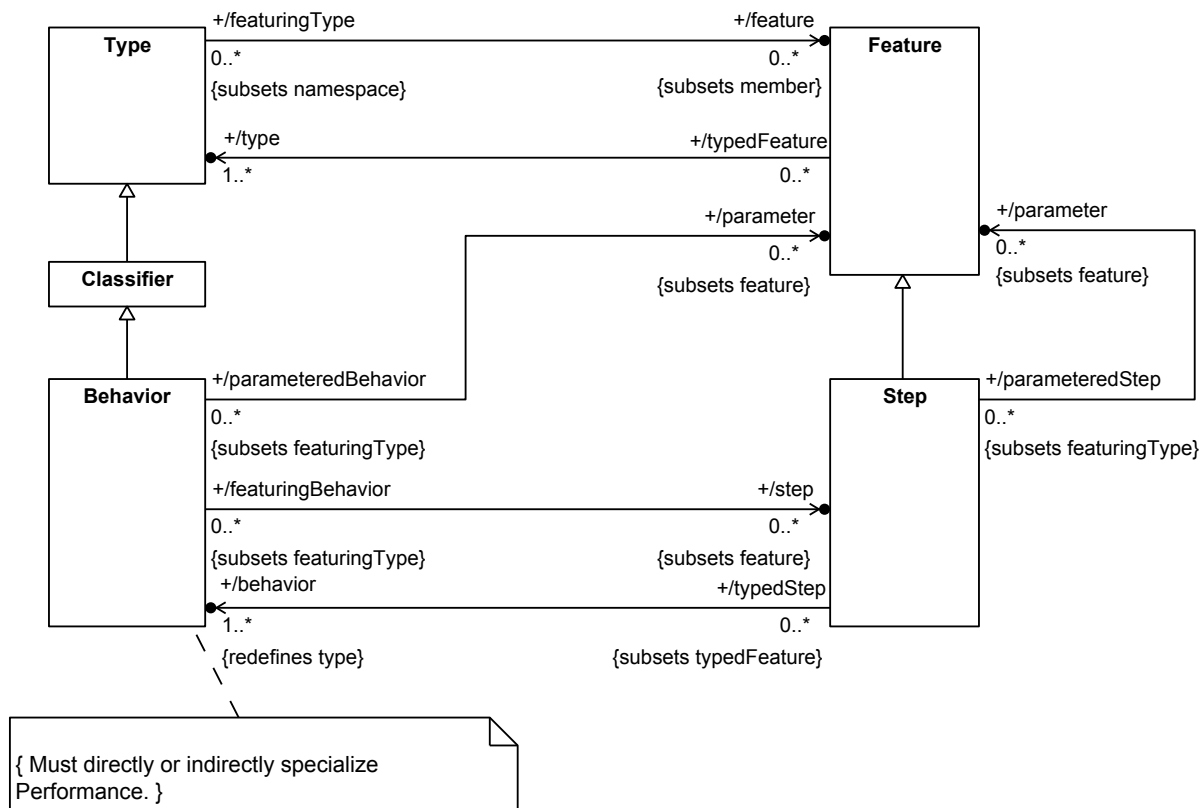 +/featuringType
+/feature
Type
Feature
0..*
0..*
{subsets namespace}
{subsets member}
+/type
+/typedFeature
1..*
0..*
+/parameter
+/parameter
0..*
0..*
{subsets feature}
{subsets feature}
Classifier
+/parameteredBehavior
+/parameteredStep
Behavior
Step
0..*
0..*
{subsets featuringType}
{subsets featuringType}
+/featuringBehavior
+/step
0..*
0..*
{subsets featuringType}
{subsets feature}
+/behavior
+/typedStep
1..*
0..*
{redefines type}
{subsets typedFeature}
{ Must directly or indirectly specialize
Performance. }